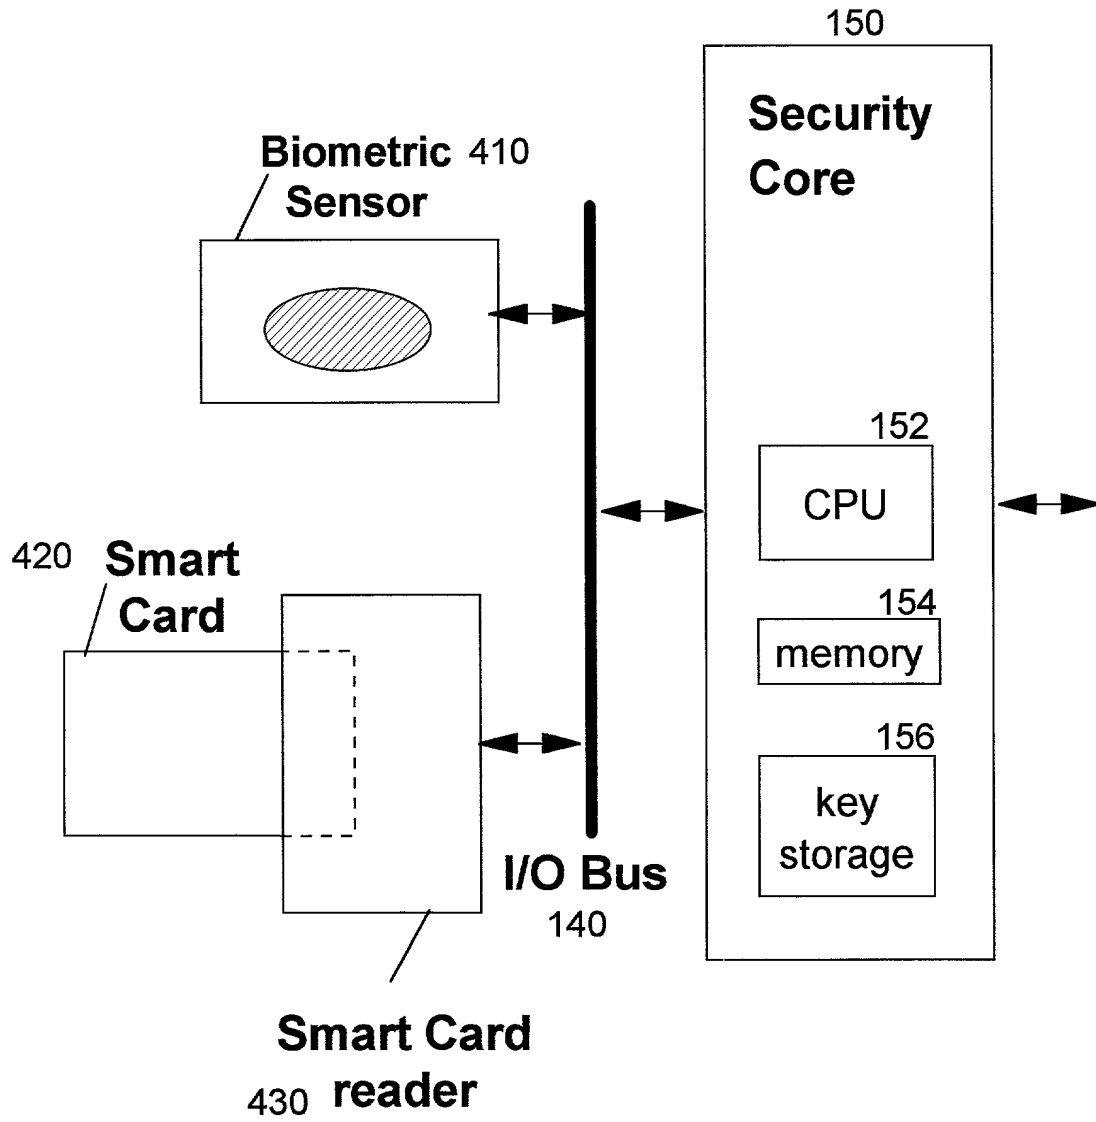 150
Security
Core
Biometric 410
Sensor
152
CPU
420 Smart
Card
154
memory
156
key
storage
I/O Bus
140
Smart Card
430 reader